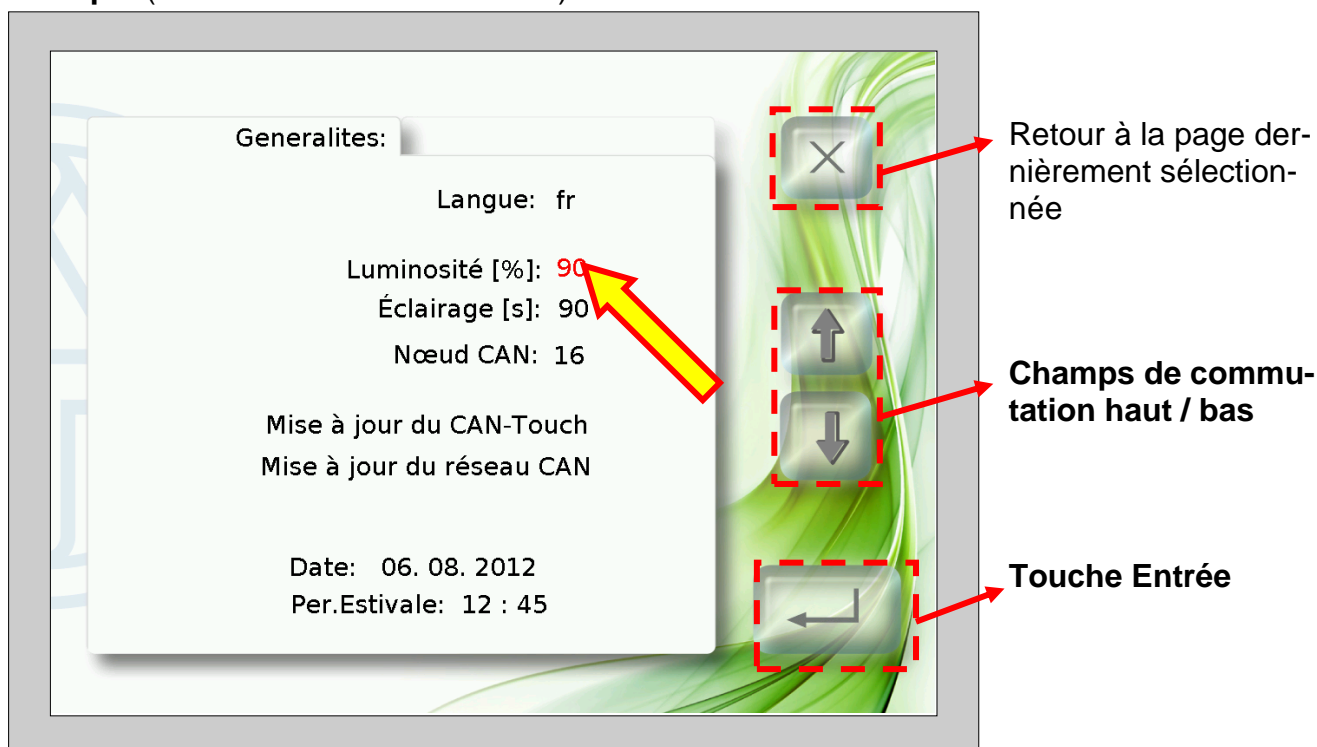 Generalites:
Langue: fr
Luminosité [%]: 90
Éclairage [s]: 90
Nœud CAN: 16
Mise à jour du CAN-Touch
Mise à jour du réseau CAN
Date: 06. 08. 2012
Per.Estivale: 12 : 45
Retour à la page der-
nièrement sélection-
née
Champs de commu-
tation haut / bas
Touche Entrée